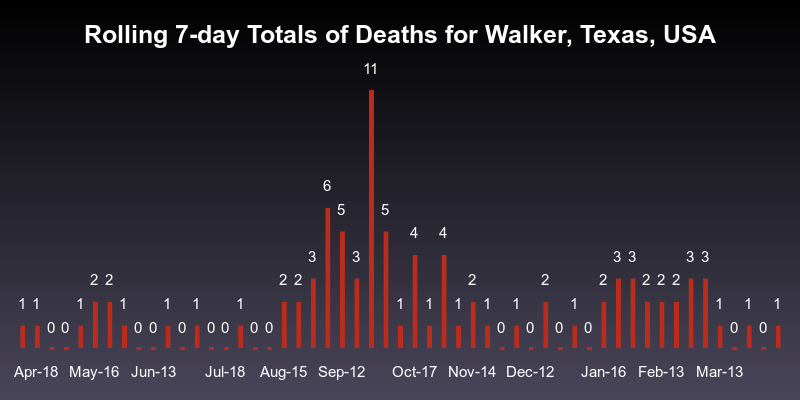 Rolling 7-day Totals of Deaths for Walker, Texas, USA
11
6
5 5
4 4
3 3 3 3 3 3
2 2 2 2 2 2 2 2 2 2
1 1 1 1 1 1 1 1 1 1 1 1 1 1 1 1
0 0 0 0 0 0 0 0 0 0 0 0 0 0 0
Apr-18 May-16 Jun-13 Jul-18 Aug-15 Sep-12 Oct-17 Nov-14 Dec-12 Jan-16 Feb-13 Mar-13